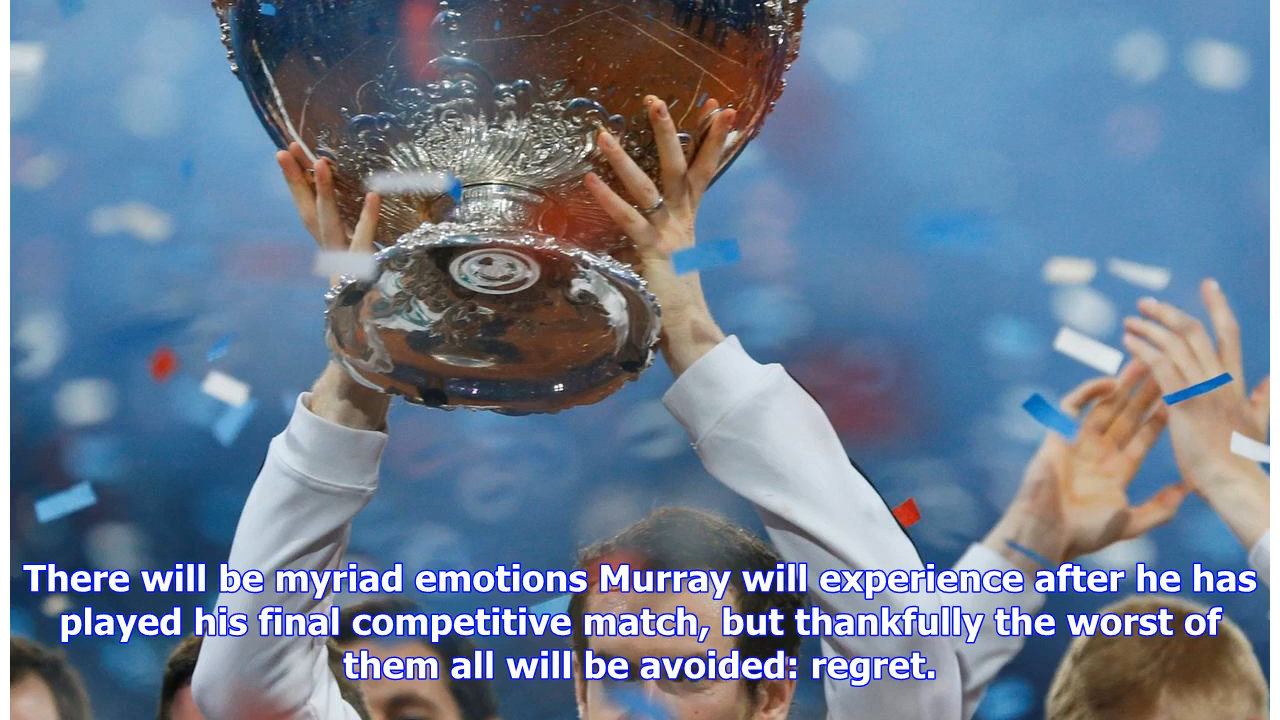 There will be myriad emotions Murray will experience after he has
played his final competitive match, but thankfully the worst of
them all will be avoided: regret.